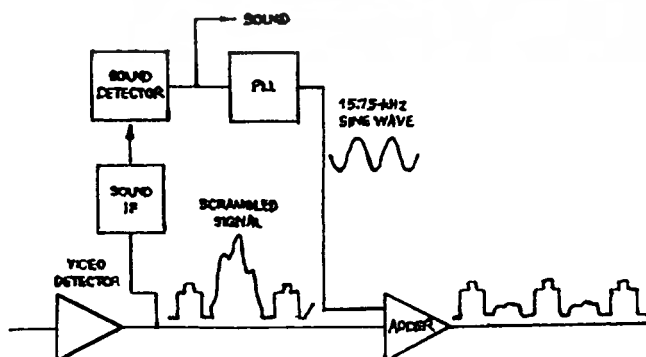 SOUND
SOUND
DETECTOR
PLL
15.75-kHz
SINE WAVE
SOUND
IF
SCRAMBLED
SIGNAL
VIDEO
DETECTOR
ADDER